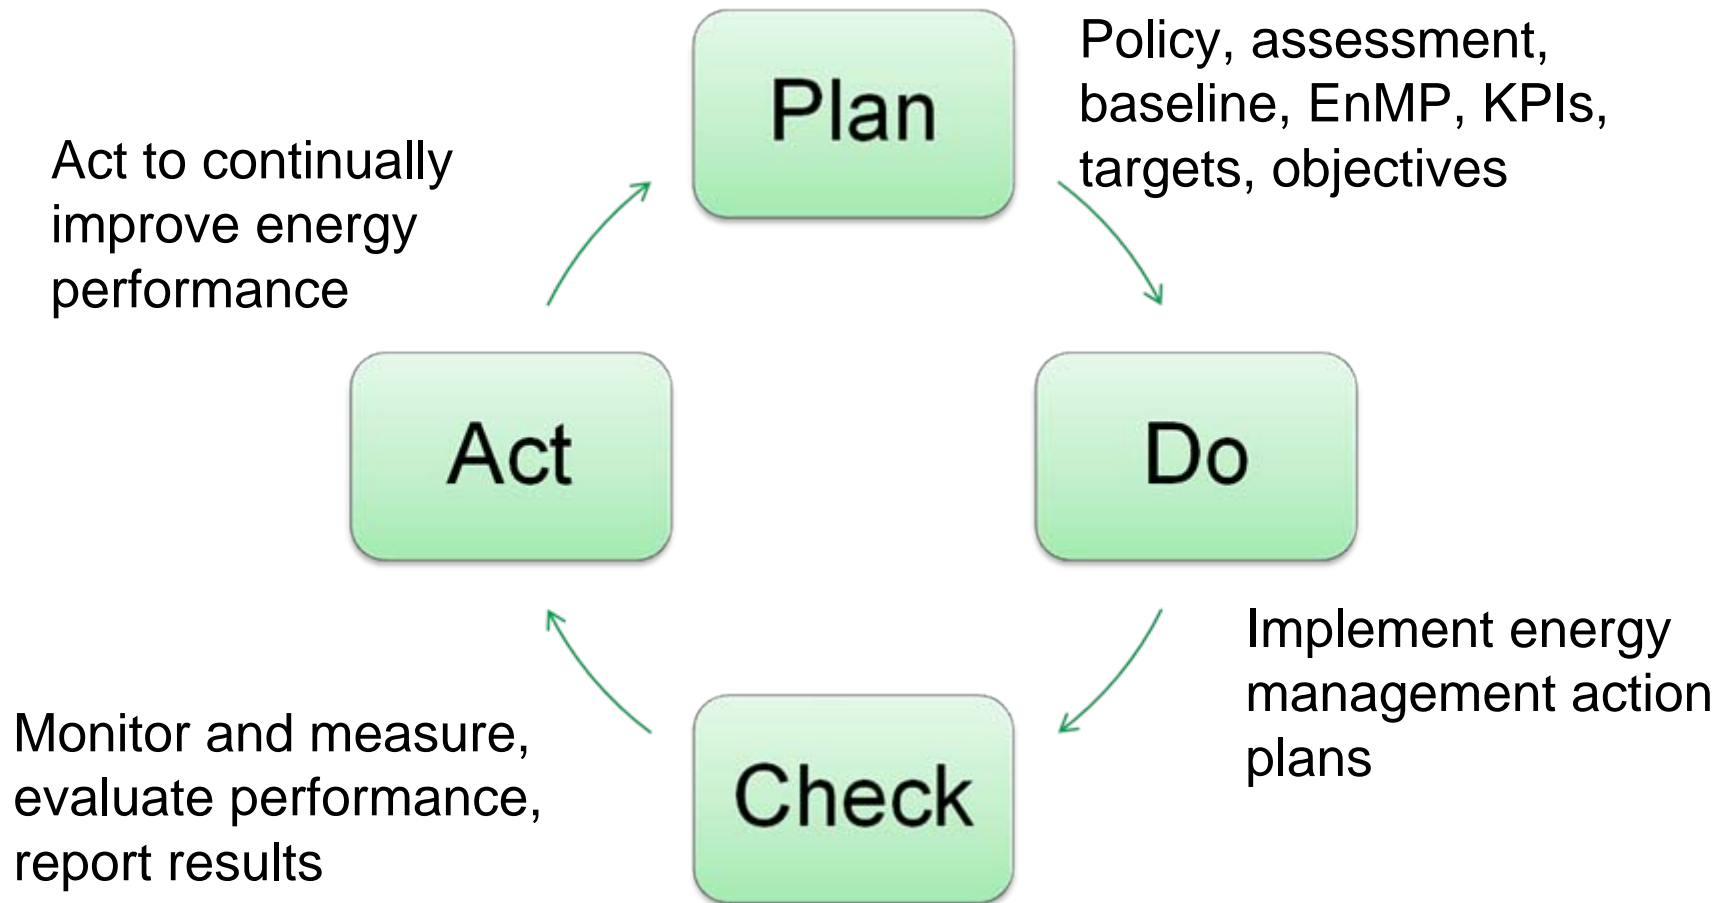 Plan
Policy, assessment,
baseline, EnMP, KPIs,
targets, objectives
Act to continually
improve energy
performance
Act
Do
Implement energy
management action
plans
Monitor and measure,
evaluate performance,
report results
Check